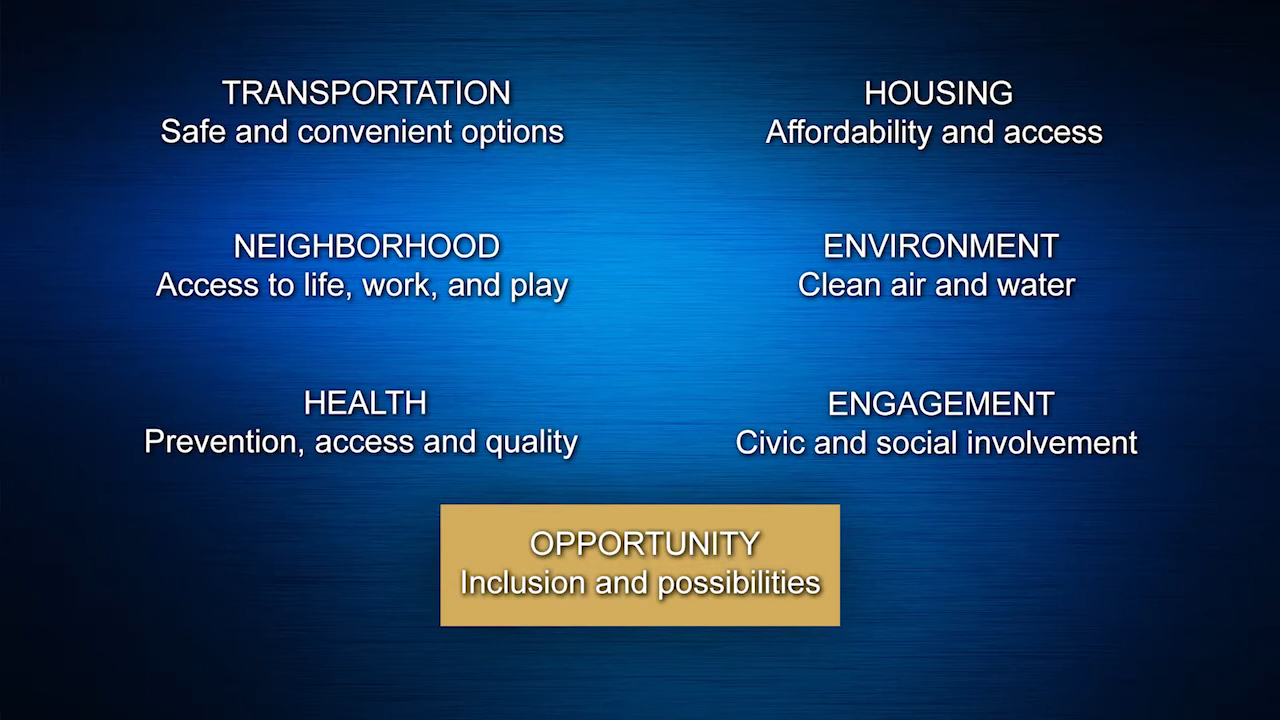 TRANSPORTATION
Safe and convenient options
HOUSING
Affordability and access
NEIGHBORHOOD
Access to life, work, and play
ENVIRONMENT
Clean air and water
HEALTH
Prevention, access and quality
ENGAGEMENT
Civic and social involvement
OPPORTUNITY
Inclusion and possibilities